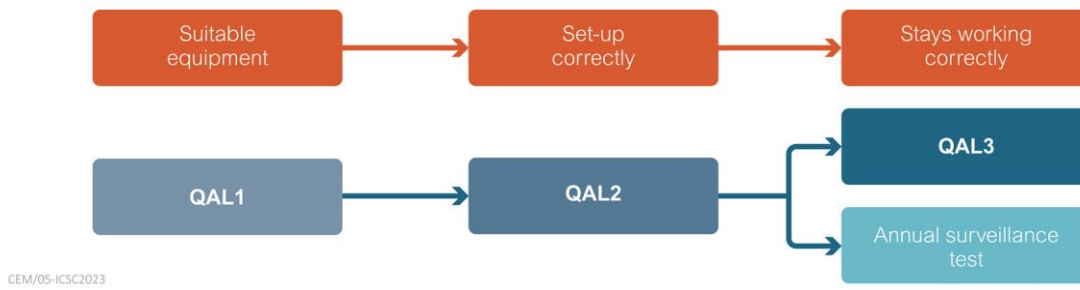 Suitable
equipment
Set-up
correctly
Stays working
correctly
QAL1
QAL2
QAL3
Annual surveillance
test
CEM/05-ICSC2023